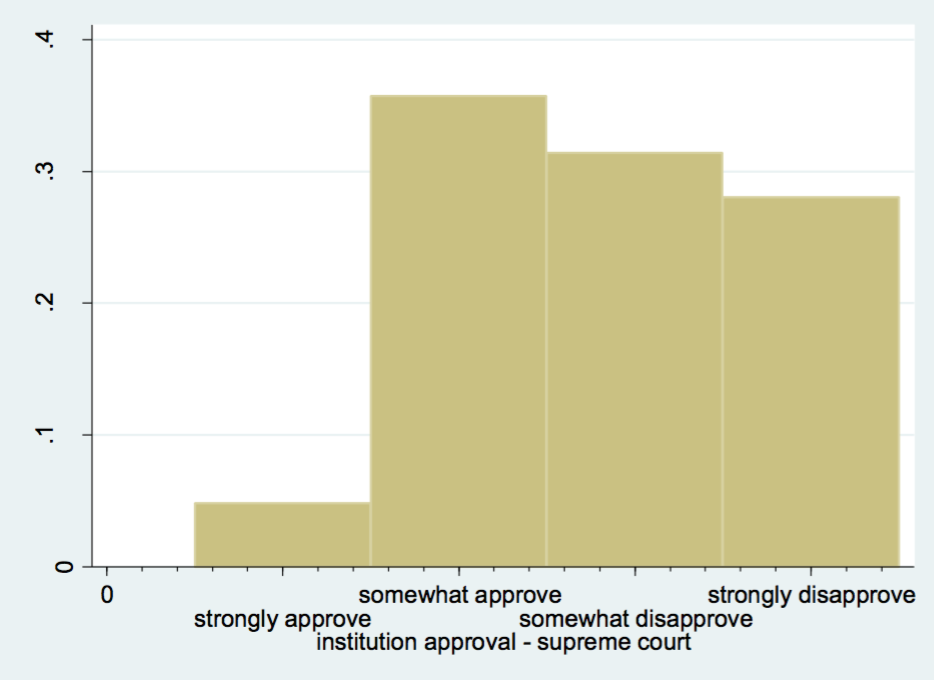 .4
.3
.2
.1
0
0
somewhat approve
strongly disapprove
strongly approve
somewhat disapprove
institution approval - supreme court